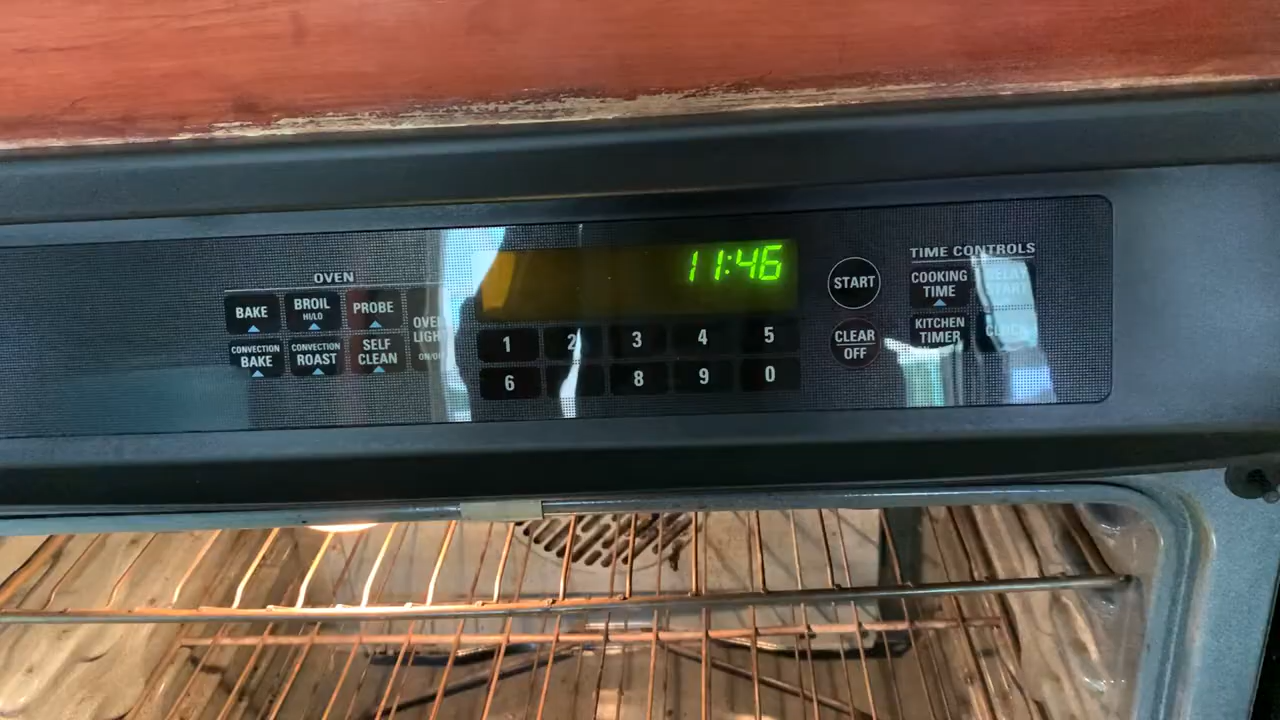 OVEN
BAKE
BROIL
HI/LO
PROBE
OVEN
LIGHT
ON/OFF
CONVECTION
BAKE
CONVECTION
ROAST
SELF
CLEAN
11:46
1 2 3 4 5
6 8 9 0
START
CLEAR
OFF
TIME CONTROLS
COOKING
TIME
DELAY
START
KITCHEN
TIMER
CLOCK